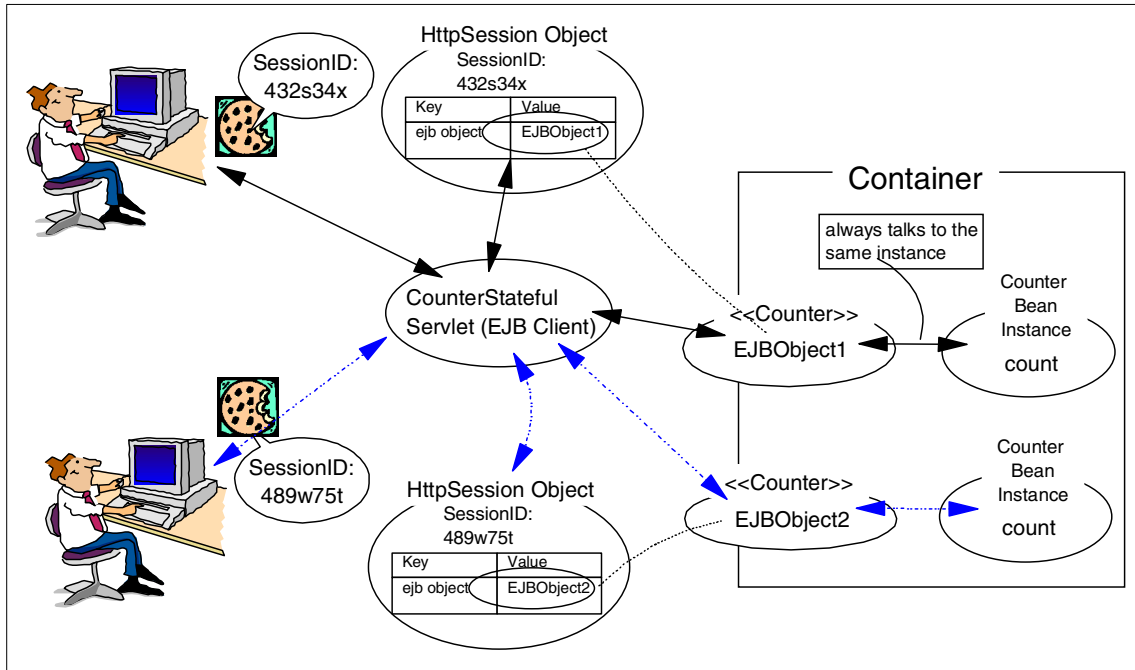 SessionID:
432s34x
HttpSession Object
SessionID:
432s34x
Key Value
ejb object EJBObject1
Container
always talks to the
same instance
CounterStateful
Servlet (EJB Client)
<<Counter>>
EJBObject1
Counter
Bean
Instance
count
SessionID:
489w75t
HttpSession Object
SessionID:
489w75t
Key Value
ejb object EJBObject2
<<Counter>>
EJBObject2
Counter
Bean
Instance
count